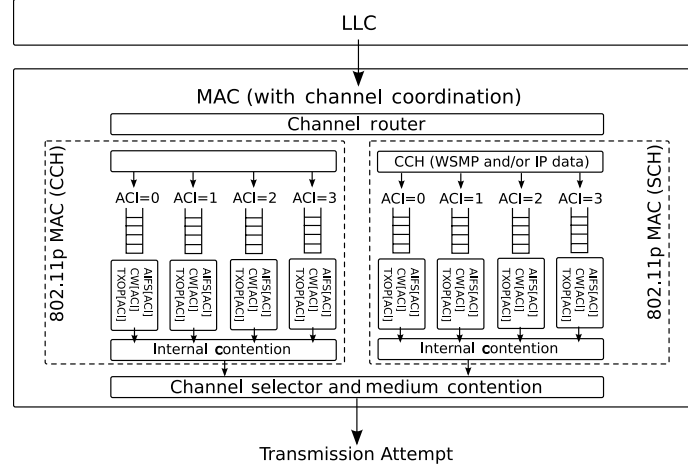 LLC
MAC (with channel coordination)
Channel router
802.11p MAC (CCH)
ACI=0 ACI=1 ACI=2 ACI=3
AIFS[ACI]
CW[ACI]
TXOP[ACI]
AIFS[ACI]
CW[ACI]
TXOP[ACI]
AIFS[ACI]
CW[ACI]
TXOP[ACI]
AIFS[ACI]
CW[ACI]
TXOP[ACI]
Internal contention
CCH (WSMP and/or IP data)
802.11p MAC (SCH)
ACI=0 ACI=1 ACI=2 ACI=3
AIFS[ACI]
CW[ACI]
TXOP[ACI]
AIFS[ACI]
CW[ACI]
TXOP[ACI]
AIFS[ACI]
CW[ACI]
TXOP[ACI]
AIFS[ACI]
CW[ACI]
TXOP[ACI]
Internal contention
Channel selector and medium contention
Transmission Attempt